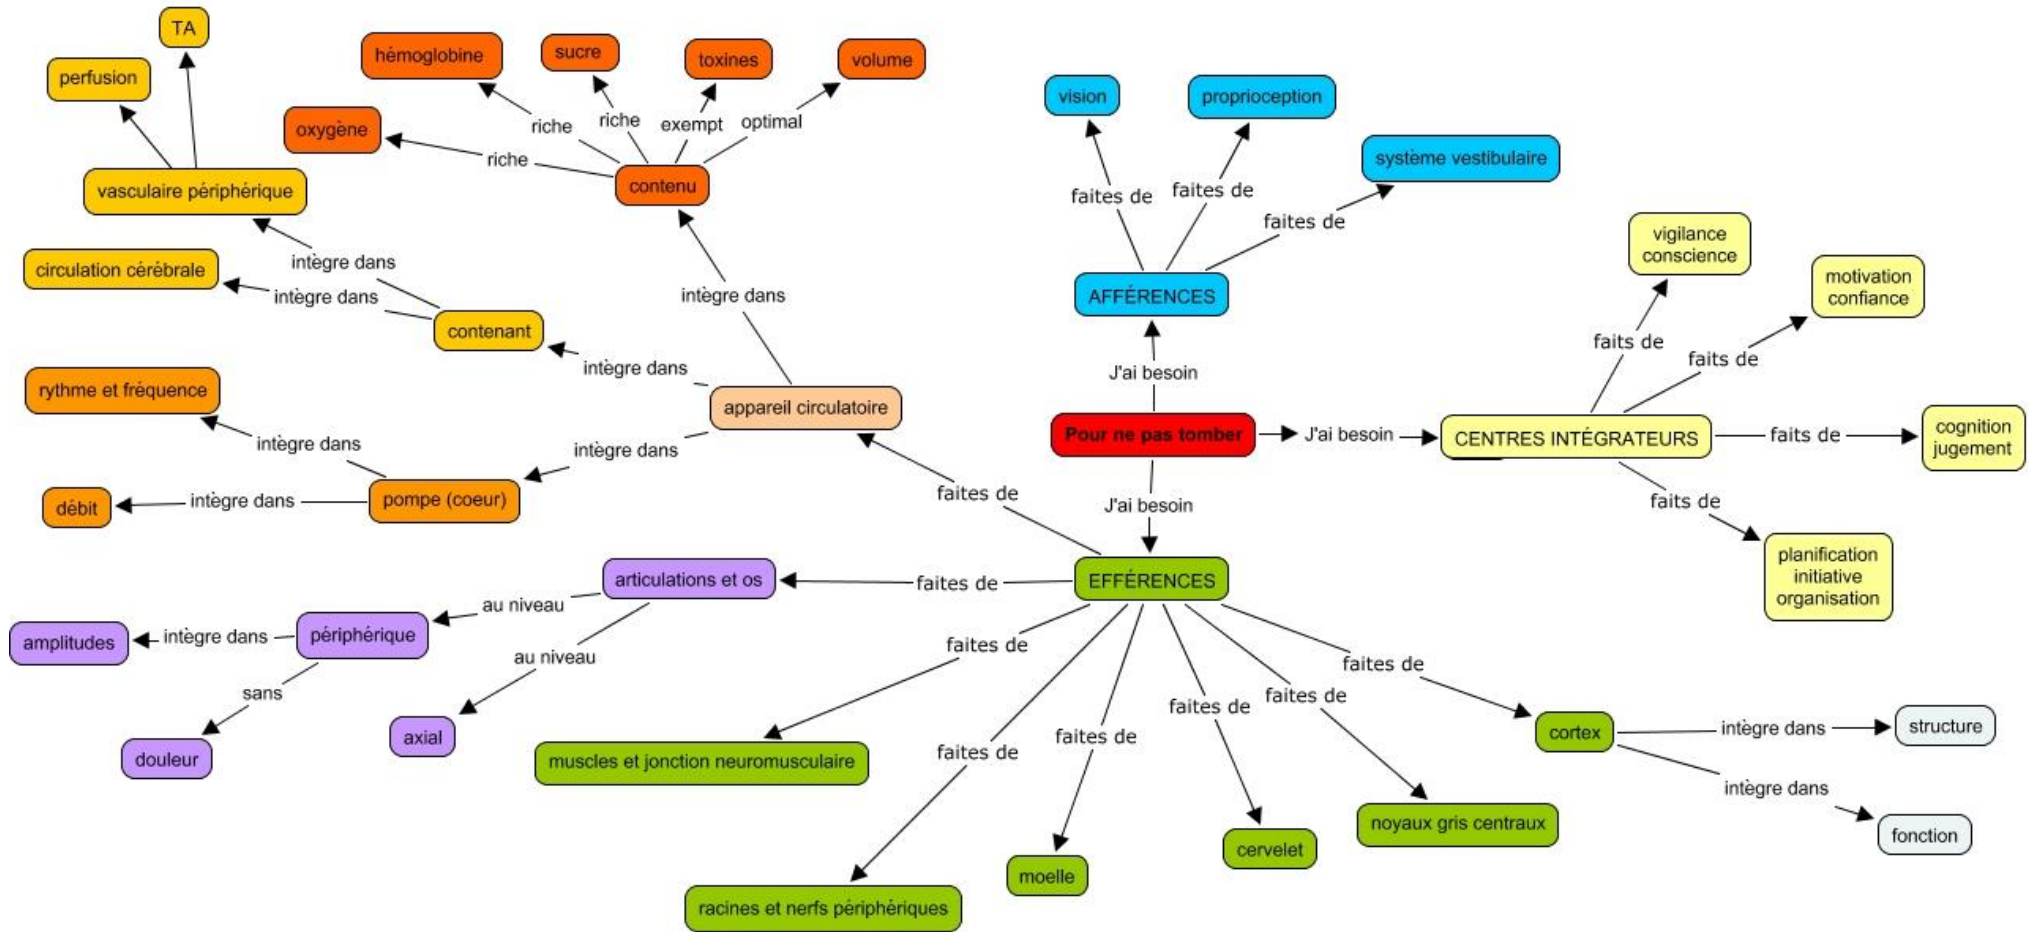 TA
hémoglobine
sucre
toxines
volume
perfusion
oxygène
riche
riche
exempt
optimal
riche
vasculaire périphérique
contenu
vision
proprioception
système vestibulaire
faites de
faites de
faites de
vigilance
conscience
motivation
confiance
circulation cérébrale
intègre dans
intègre dans
intègre dans
AFFÉRENCES
contenant
faits de
faits de
intègre dans
J'ai besoin
rythme et fréquence
appareil circulatoire
Pour ne pas tomber
J'ai besoin
CENTRES INTÉGRATEURS
faits de
cognition
jugement
intègre dans
intègre dans
faites de
pompe (coeur)
intègre dans
débit
J'ai besoin
faits de
planification
initiative
organisation
articulations et os
faites de
EFFÉRENCES
au niveau
amplitudes
intègre dans
périphérique
faites de
au niveau
faites de
sans
faites de
faites de
axial
douleur
faites de
faites de
cortex
intègre dans
structure
muscles et jonction neuromusculaire
intègre dans
noyaux gris centraux
fonction
cervelet
moelle
racines et nerfs périphériques